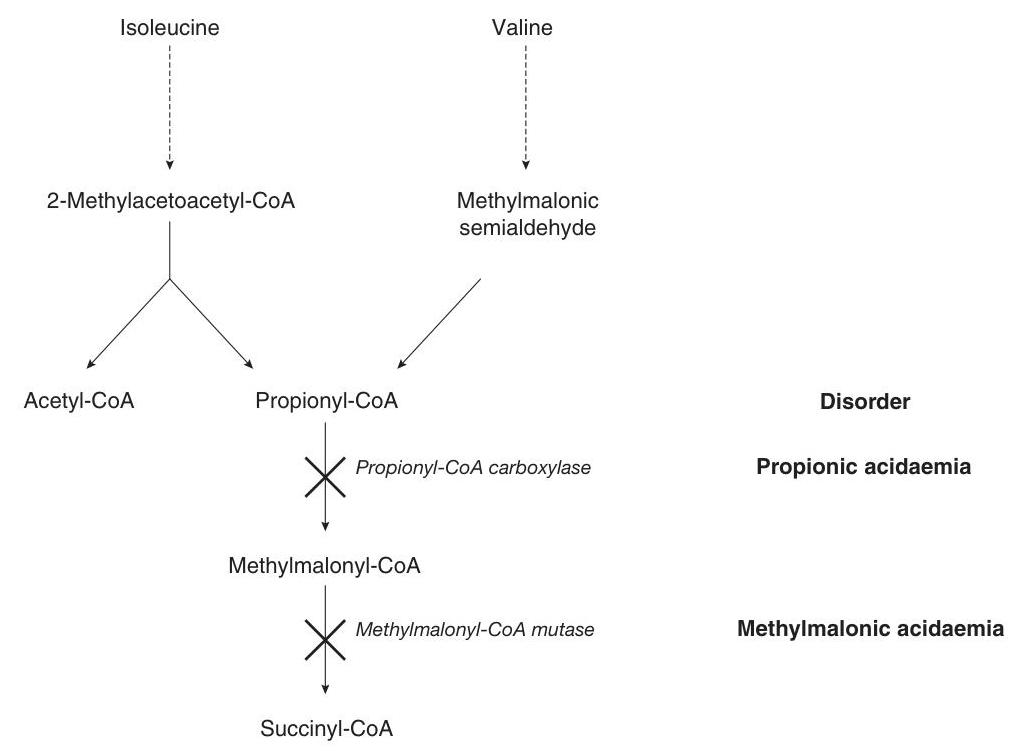 Isoleucine
Valine
2-Methylacetoacetyl-CoA
Methylmalonic
semialdehyde
Acetyl-CoA
Propionyl-CoA
Disorder
Propionyl-CoA carboxylase
Propionic acidaemia
Methylmalonyl-CoA
Methylmalonyl-CoA mutase
Methylmalonic acidaemia
Succinyl-CoA